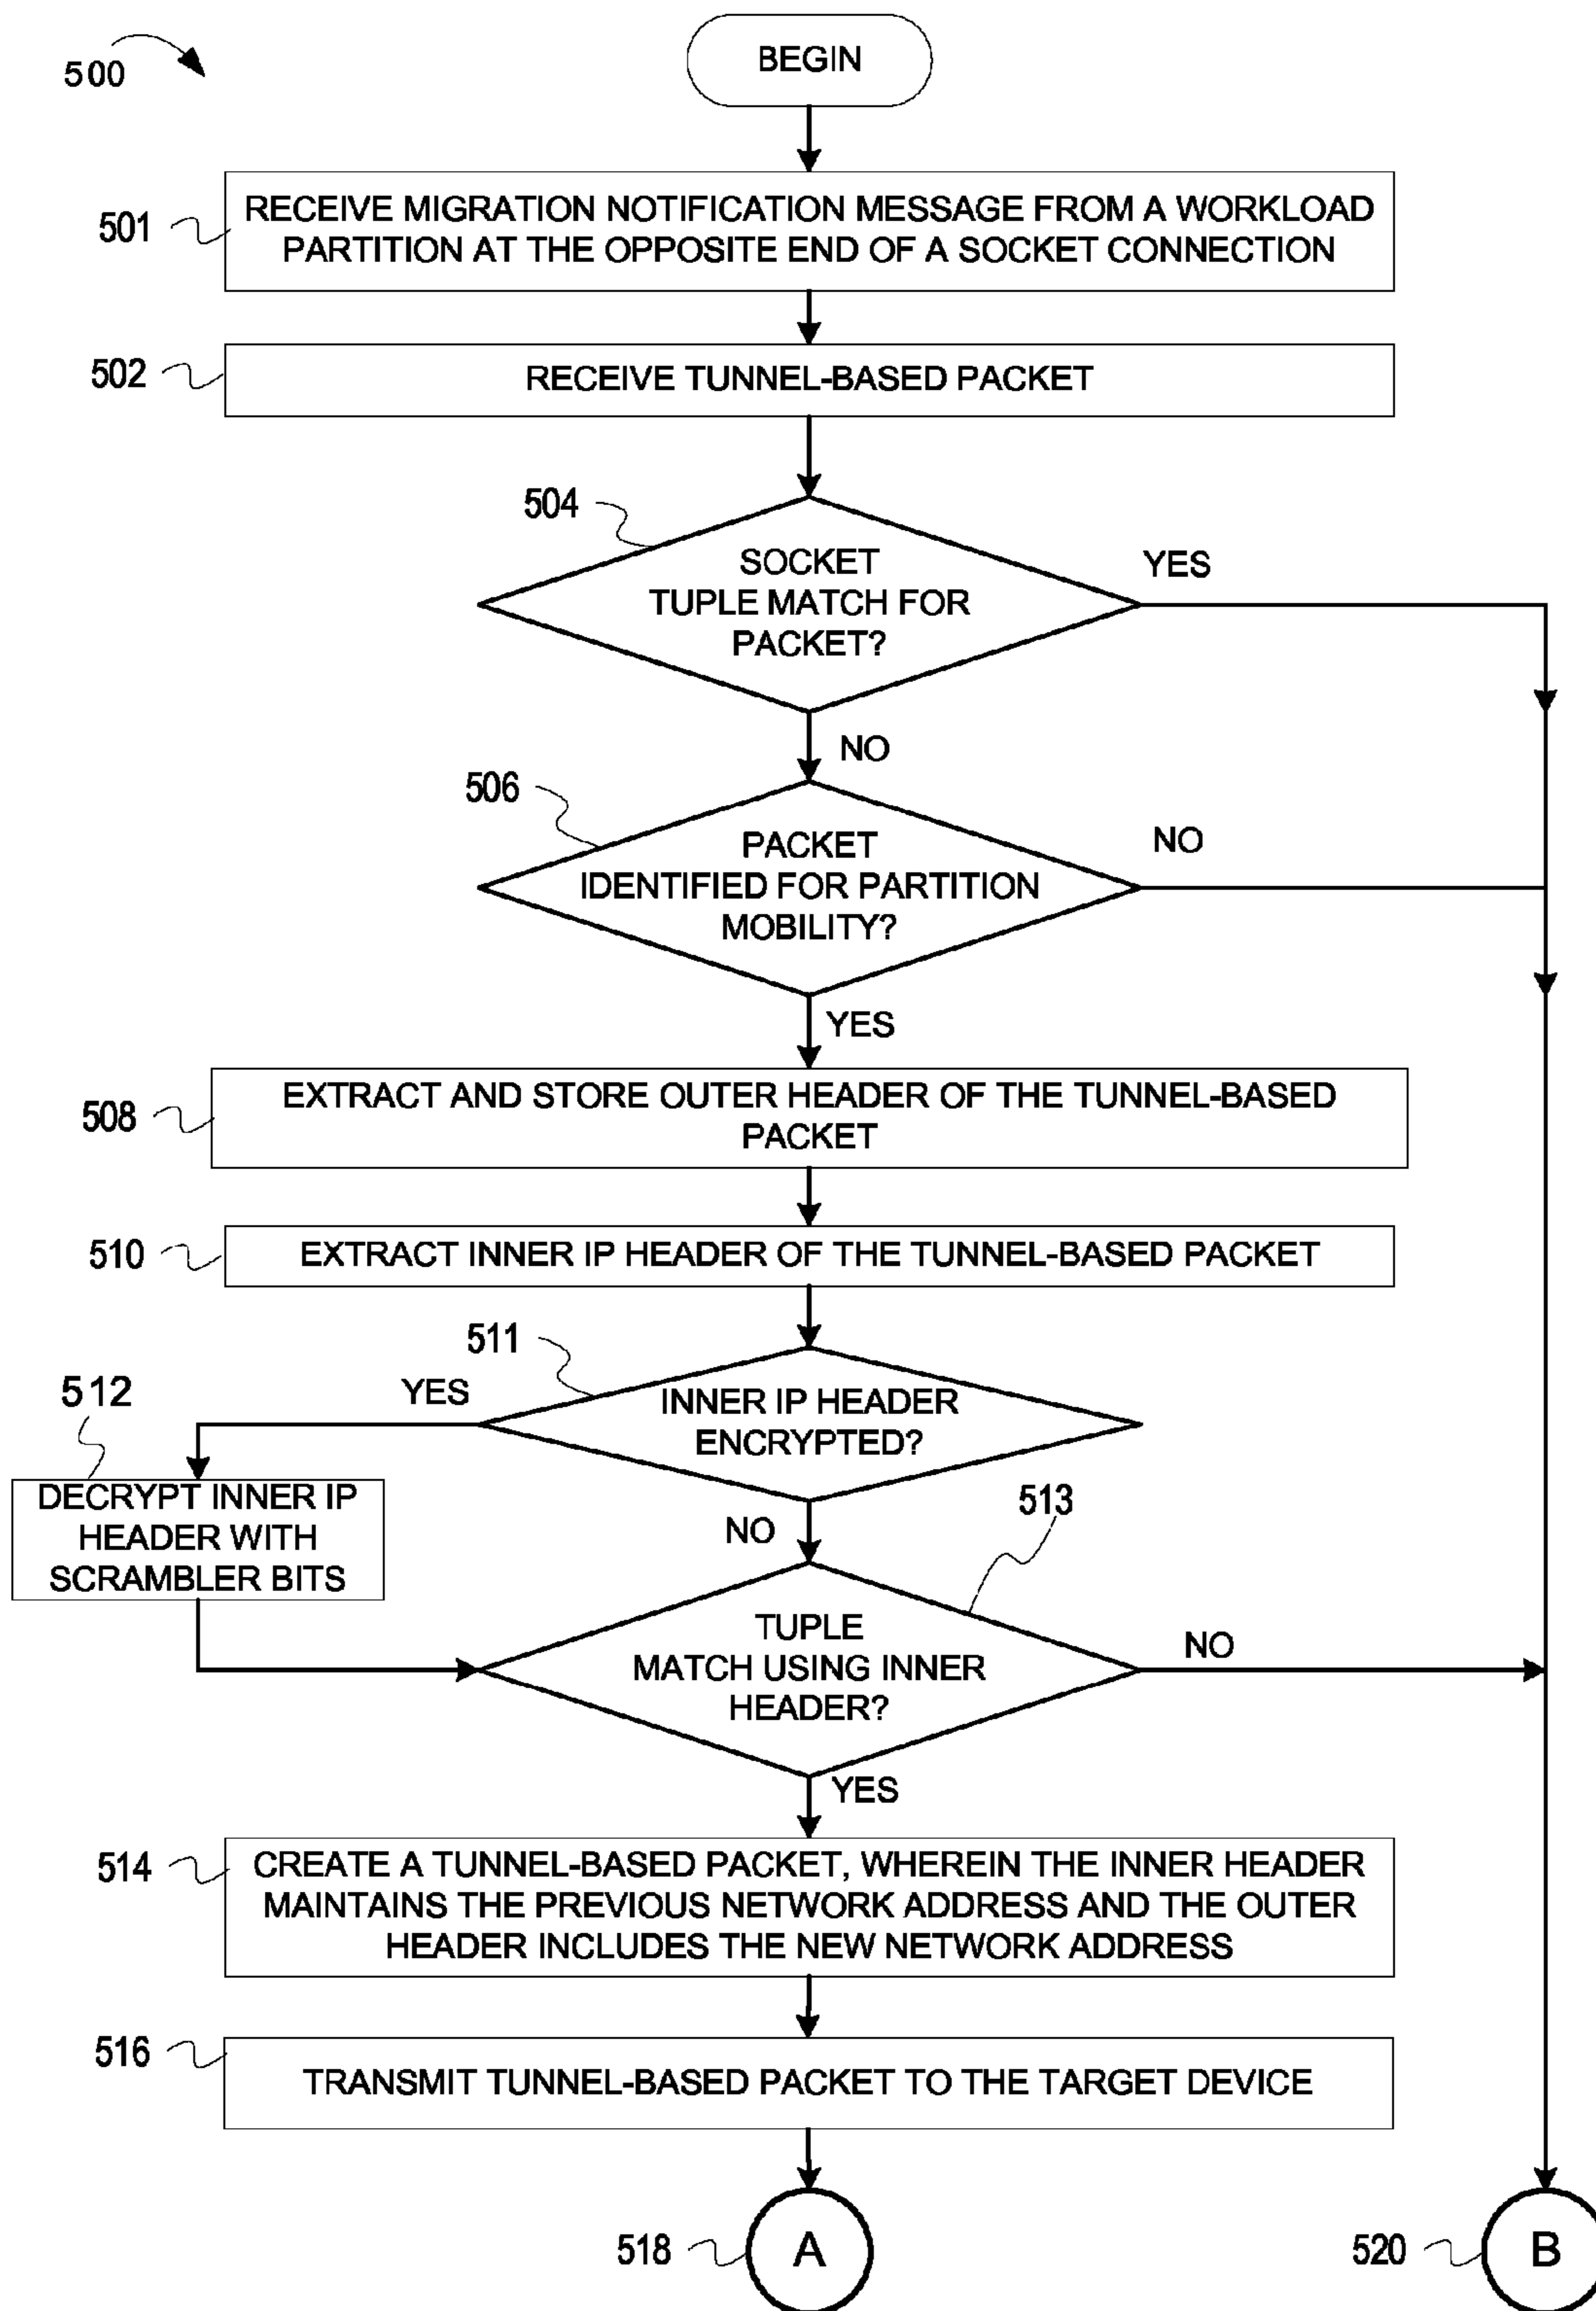 500
BEGIN
501
RECEIVE MIGRATION NOTIFICATION MESSAGE FROM A WORKLOAD
PARTITION AT THE OPPOSITE END OF A SOCKET CONNECTION
502
RECEIVE TUNNEL-BASED PACKET
504
SOCKET
TUPLE MATCH FOR
PACKET?
YES
NO
506
PACKET
IDENTIFIED FOR PARTITION
MOBILITY?
NO
YES
508
EXTRACT AND STORE OUTER HEADER OF THE TUNNEL-BASED
PACKET
510
EXTRACT INNER IP HEADER OF THE TUNNEL-BASED PACKET
511
INNER IP HEADER
ENCRYPTED?
YES
512
DECRYPT INNER IP
HEADER WITH
SCRAMBLER BITS
NO
513
TUPLE
MATCH USING INNER
HEADER?
NO
YES
514
CREATE A TUNNEL-BASED PACKET, WHEREIN THE INNER HEADER
MAINTAINS THE PREVIOUS NETWORK ADDRESS AND THE OUTER
HEADER INCLUDES THE NEW NETWORK ADDRESS
516
TRANSMIT TUNNEL-BASED PACKET TO THE TARGET DEVICE
518
A
520
B